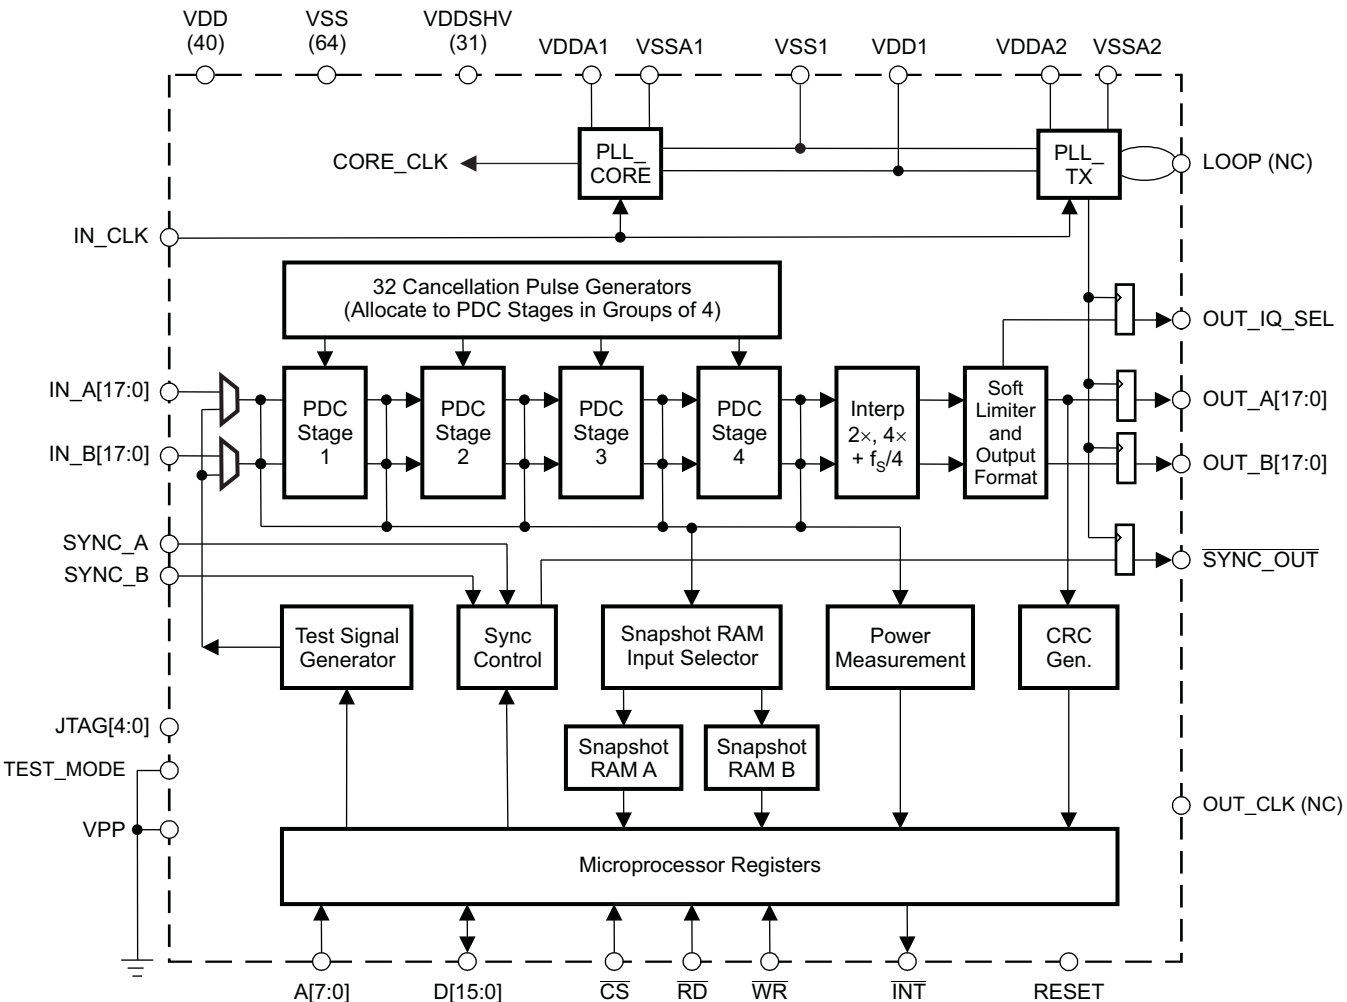 VDD
(40)
VSS
(64)
VDDSHV
(31)
VDDA1
VSSA1
VSS1
VDD1
VDDA2
VSSA2
CORE_CLK
PLL_
CORE
PLL_
TX
LOOP (NC)
IN_CLK
32 Cancellation Pulse Generators
(Allocate to PDC Stages in Groups of 4)
OUT_IQ_SEL
IN_A[17:0]
IN_B[17:0]
PDC
Stage
1
PDC
Stage
2
PDC
Stage
3
PDC
Stage
4
Interp
2×, 4×
+ fS/4
Soft
Limiter
and
Output
Format
OUT_A[17:0]
OUT_B[17:0]
SYNC_A
SYNC_B
SYNC_OUT
Test Signal
Generator
Sync
Control
Snapshot RAM
Input Selector
Power
Measurement
CRC
Gen.
JTAG[4:0]
TEST_MODE
VPP
Snapshot
RAM A
Snapshot
RAM B
OUT_CLK (NC)
Microprocessor Registers
A[7:0]
D[15:0]
CS
RD
WR
INT
RESET